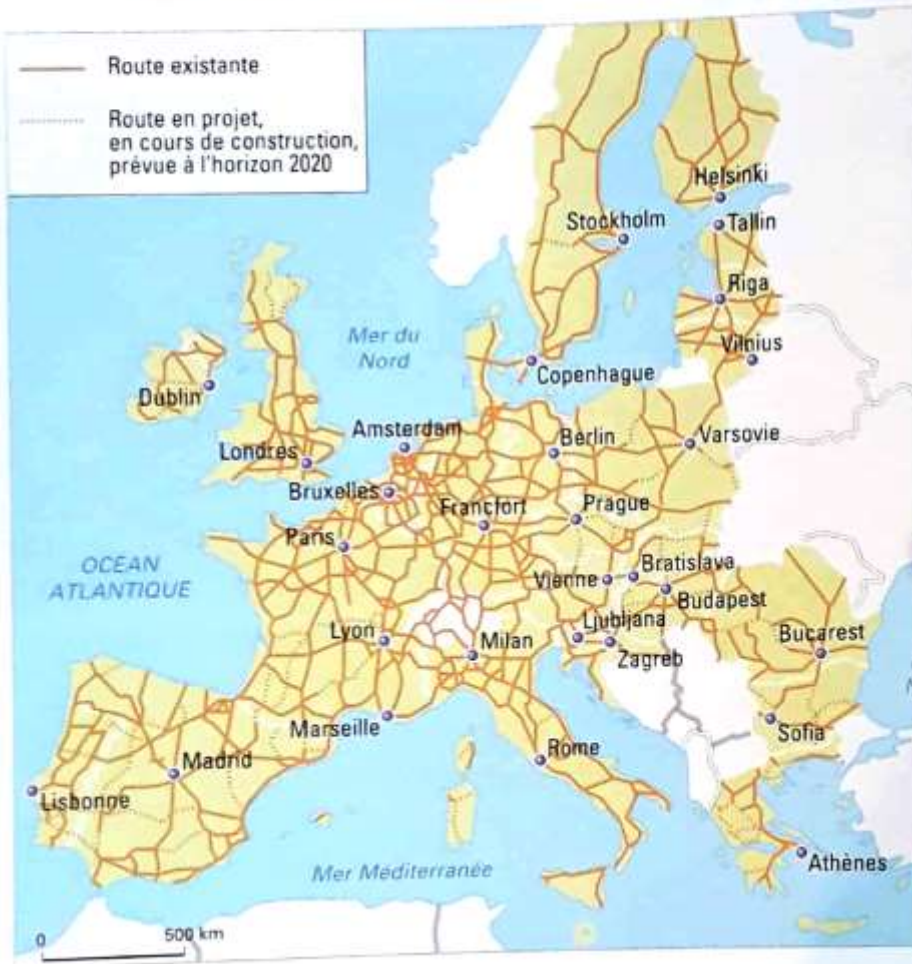 Route existante
Route en projet,
en cours de construction,
prévue à l'horizon 2020
Helsinki
Tallin
Stockholm
Riga
Mer du
Nord
Vilnius
Copenhague
Dublin
Amsterdam
Berlin
Varsovie
Londres
Bruxelles
Francfort
Prague
Paris
OCEAN
ATLANTIQUE
Bratislava
Vienne
Budapest
Lyon
Ljubljana
Milan
Bucarest
Zagreb
Marseille
Sofia
Rome
Madrid
Lisbonne
Mer Méditerranée
Athènes
0 500 km